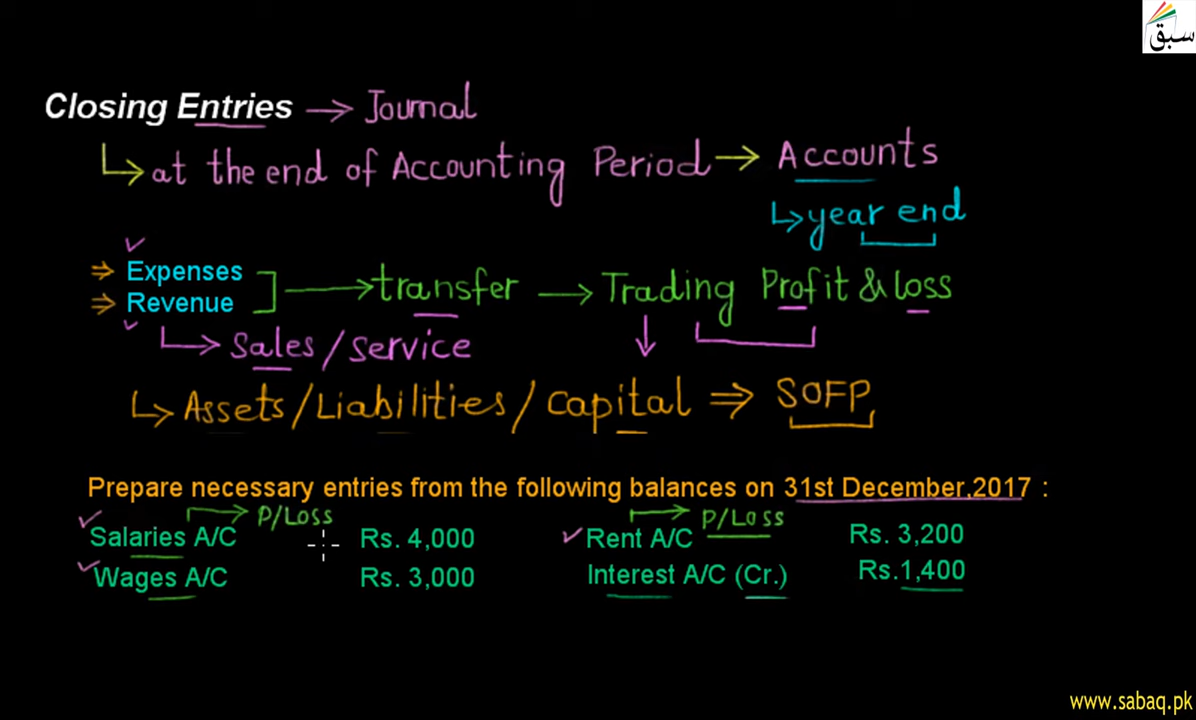 سبق
Closing Entries → Journal
↳ at the end of Accounting Period → Accounts
↳ year end
⇒ Expenses
⇒ Revenue
→ transfer → Trading Profit & loss
↳ Sales/service
↳ Assets/Liabilities/Capital ⇒ SOFP
Prepare necessary entries from the following balances on 31st December,2017 :
Salaries A/C → P/Loss Rs. 4,000 Rent A/C → P/Loss Rs. 3,200
Wages A/C Rs. 3,000 Interest A/C (Cr.) Rs.1,400
www.sabaq.pk